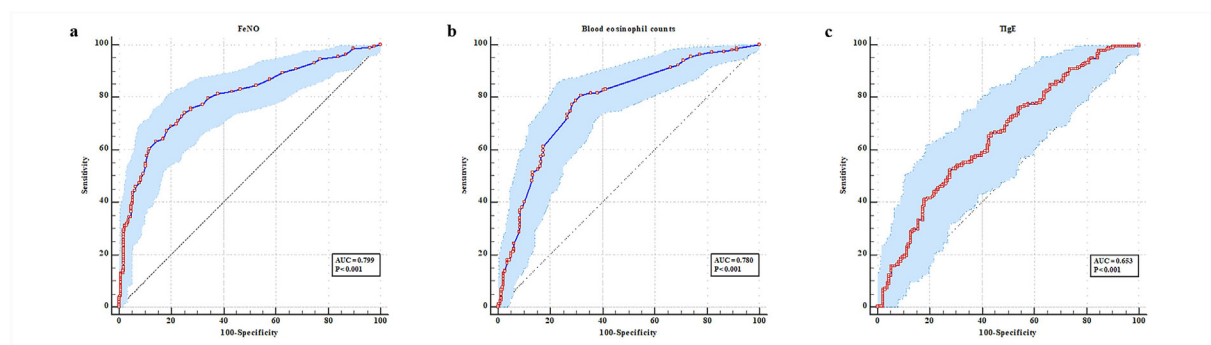 a
FeNO
100
80
60
40
20
0
Sensitivity
0 20 40 60 80 100
100-Specificity
AUC = 0.799
P<0.001
b
Blood eosinophil counts
100
80
60
40
20
0
Sensitivity
0 20 40 60 80 100
100-Specificity
AUC = 0.780
P<0.001
c
TIgE
100
80
60
40
20
0
Sensitivity
0 20 40 60 80 100
100-Specificity
AUC = 0.653
P<0.001